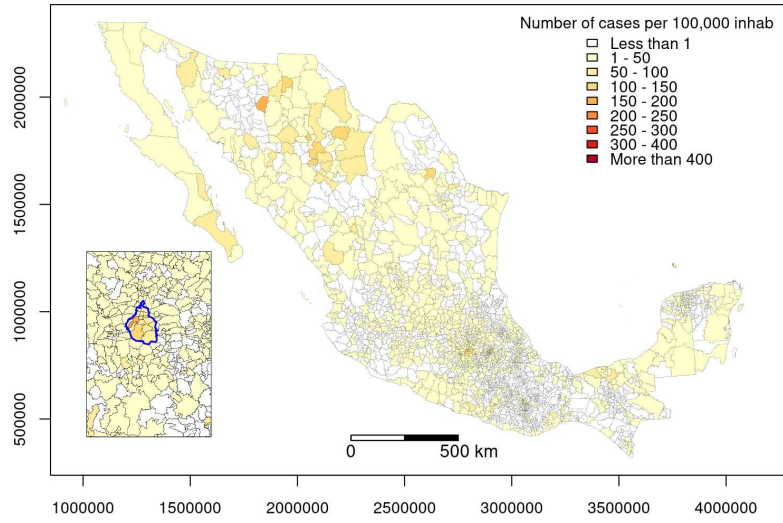 Number of cases per 100,000 inhab
Less than 1
1 - 50
50 - 100
100 - 150
150 - 200
200 - 250
250 - 300
300 - 400
More than 400
2000000
1500000
1000000
500000
0 500 km
1000000 1500000 2000000 2500000 3000000 3500000 4000000